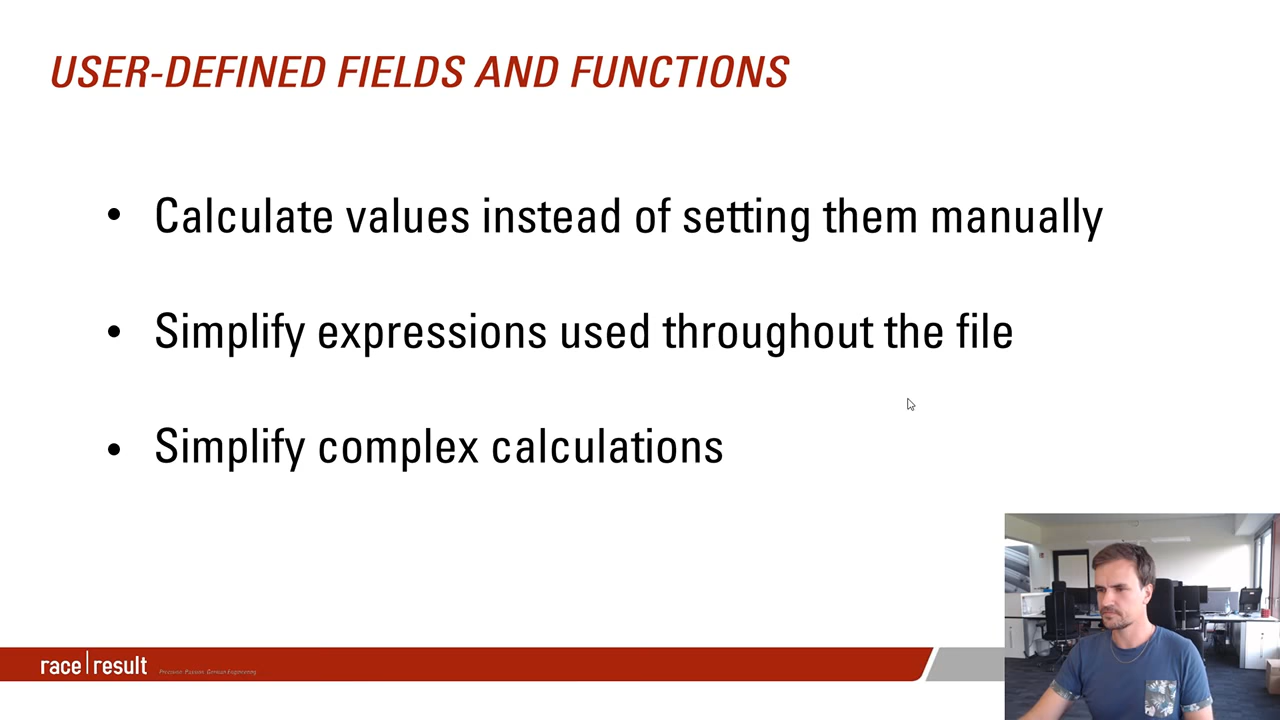 USER-DEFINED FIELDS AND FUNCTIONS
• Calculate values instead of setting them manually
• Simplify expressions used throughout the file
• Simplify complex calculations
race|result